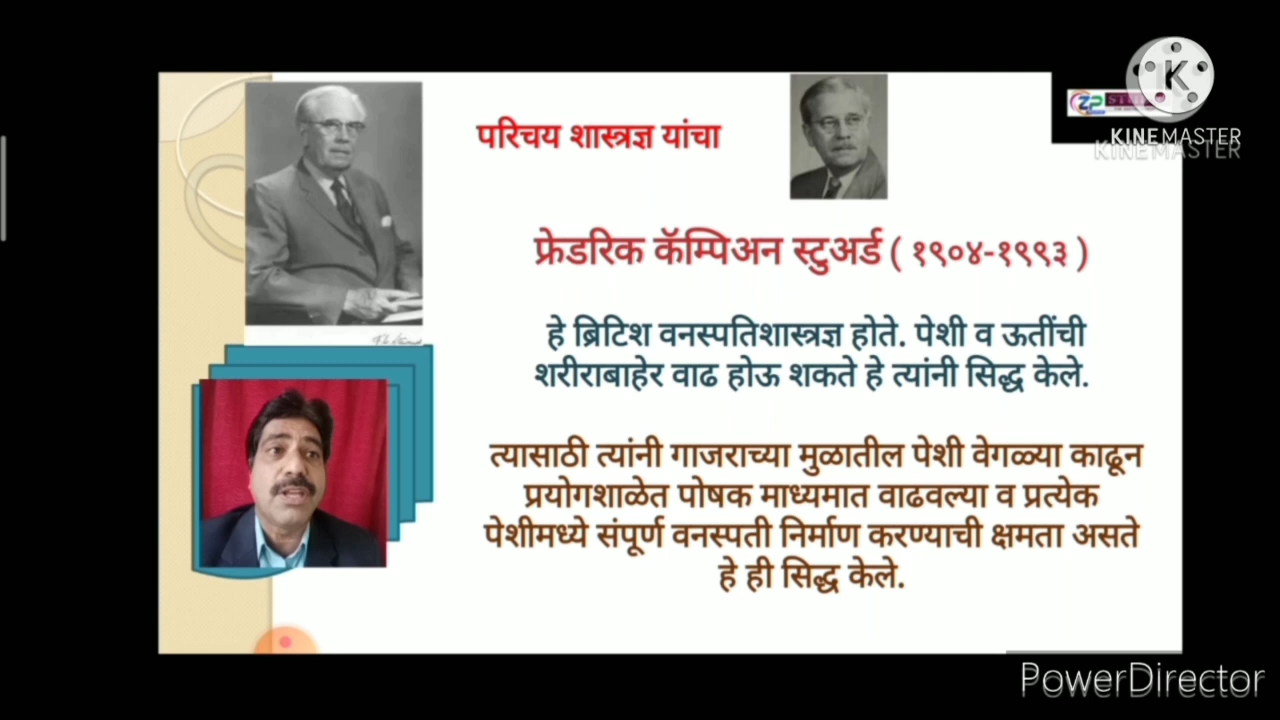 परिचय शास्त्रज्ञ यांचा
फ्रेडरिक कॅम्पिअन स्टुअर्ड ( १९०४-१९९३ )
हे ब्रिटिश वनस्पतिशास्त्रज्ञ होते. पेशी व ऊतींची
शरीराबाहेर वाढ होऊ शकते हे त्यांनी सिद्ध केले.
त्यासाठी त्यांनी गाजराच्या मुळातील पेशी वेगळ्या काढून
प्रयोगशाळेत पोषक माध्यमात वाढवल्या व प्रत्येक
पेशीमध्ये संपूर्ण वनस्पती निर्माण करण्याची क्षमता असते
हे ही सिद्ध केले.
K
KINEMASTER
KINEMASTER
PowerDirector